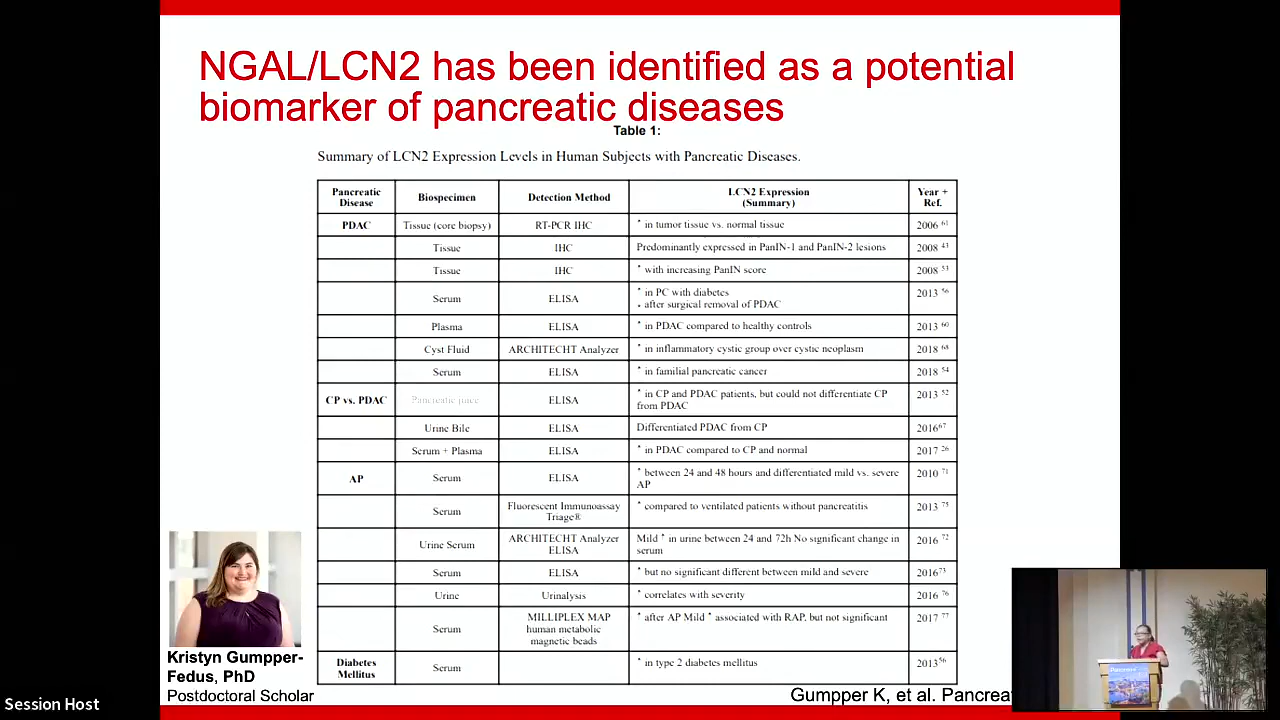 NGAL/LCN2 has been identified as a potential
biomarker of pancreatic diseases
Table 1:
Summary of LCN2 Expression Levels in Human Subjects with Pancreatic Diseases.
Pancreatic Disease Biospecimen Detection Method LCN2 Expression (Summary) Year + Ref.
PDAC Tissue (core biopsy) RT-PCR IHC ↑ in tumor tissue vs. normal tissue 2006 61
Tissue IHC Predominantly expressed in PanIN-1 and PanIN-2 lesions 2008 43
Tissue IHC ↑ with increasing PanIN score 2008 53
Serum ELISA ↑ in PC with diabetes 2013 56
after surgical removal of PDAC
Plasma ELISA ↑ in PDAC compared to healthy controls 2013 60
Cyst Fluid ARCHITECHT Analyzer ↑ in inflammatory cystic group over cystic neoplasm 2018 68
Serum ELISA ↑ in familial pancreatic cancer 2018 54
CP vs. PDAC Pancreatic juice ELISA ↑ in CP and PDAC patients, but could not differentiate CP 2013 52
from PDAC
Urine Bile ELISA Differentiated PDAC from CP 2016 67
Serum + Plasma ELISA ↑ in PDAC compared to CP and normal 2017 26
AP Serum ELISA ↑ between 24 and 48 hours and differentiated mild vs. severe 2010 71
AP
Serum Fluorescent Immunoassay ↑ compared to ventilated patients without pancreatitis 2013 75
Triage®
Urine Serum ARCHITECHT Analyzer Mild ↑ in urine between 24 and 72h No significant change in 2016 72
ELISA serum
Serum ELISA ↑ but no significant different between mild and severe 2016 73
Urine Urinalysis ↑ correlates with severity 2016 76
Serum MILLIPLEX MAP ↑ after AP Mild ↑ associated with RAP, but not significant 2017 77
human metabolic
magnetic beads
Diabetes Mellitus Serum ↑ in type 2 diabetes mellitus 2013 56
Kristyn Gumpper-
Fedus, PhD
Postdoctoral Scholar
Gumpper K, et al. Pancrea
Session Host